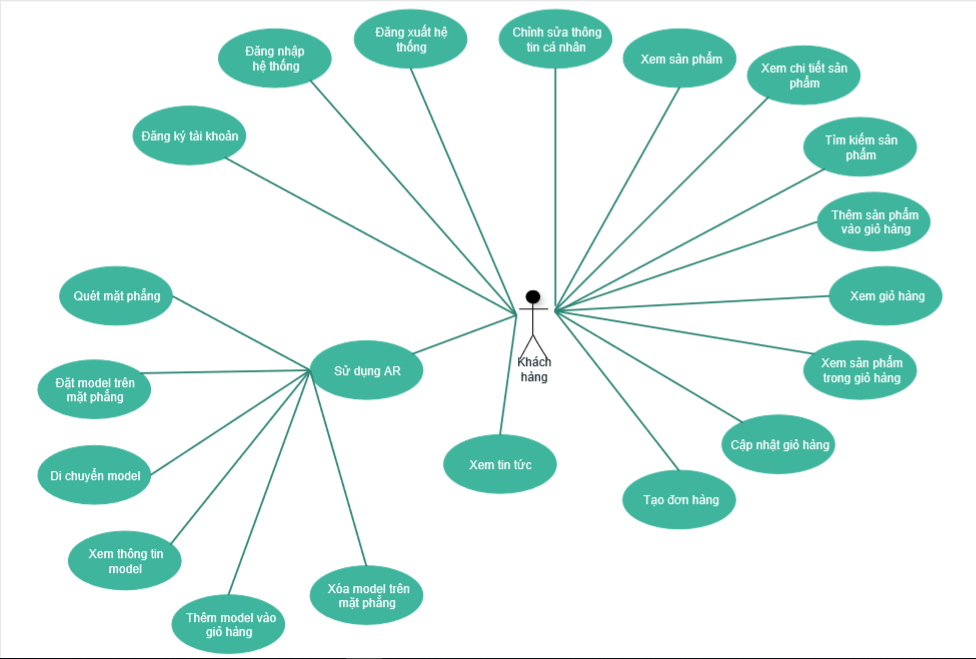 Đăng xuất hệ
thống
Chỉnh sửa thông
tin cá nhân
Đăng nhập
hệ thống
Xem sản phẩm
Xem chi tiết sản
phẩm
Đăng ký tài khoản
Tìm kiếm sản
phẩm
Thêm sản phẩm
vào giỏ hàng
Quét mặt phẳng
Xem giỏ hàng
Khách
hàng
Sử dụng AR
Xem sản phẩm
trong giỏ hàng
Đặt model trên
mặt phẳng
Cập nhật giỏ hàng
Xem tin tức
Di chuyển model
Tạo đơn hàng
Xem thông tin
model
Xóa model trên
mặt phẳng
Thêm model vào
giỏ hàng